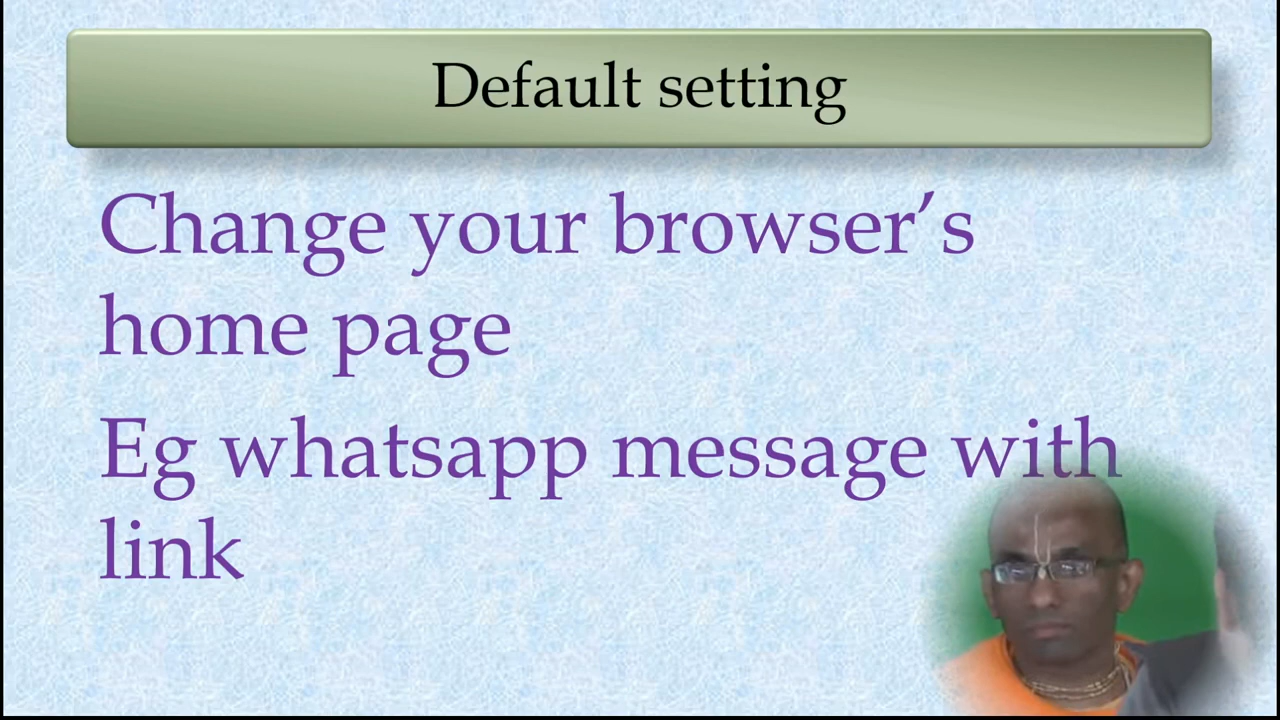 Default setting
Change your browser’s
home page
Eg whatsapp message with
link